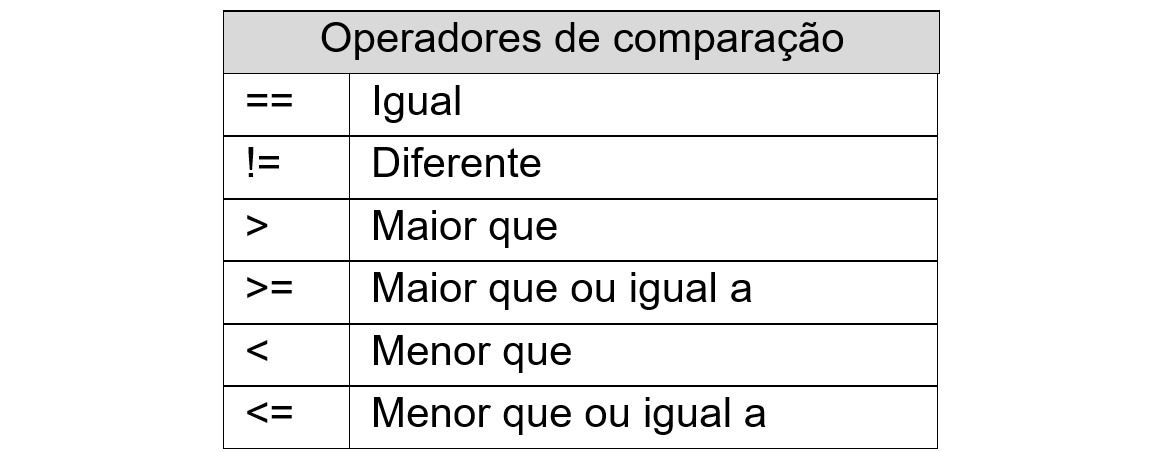 Operadores de comparação
== Igual
!= Diferente
> Maior que
>= Maior que ou igual a
< Menor que
<= Menor que ou igual a